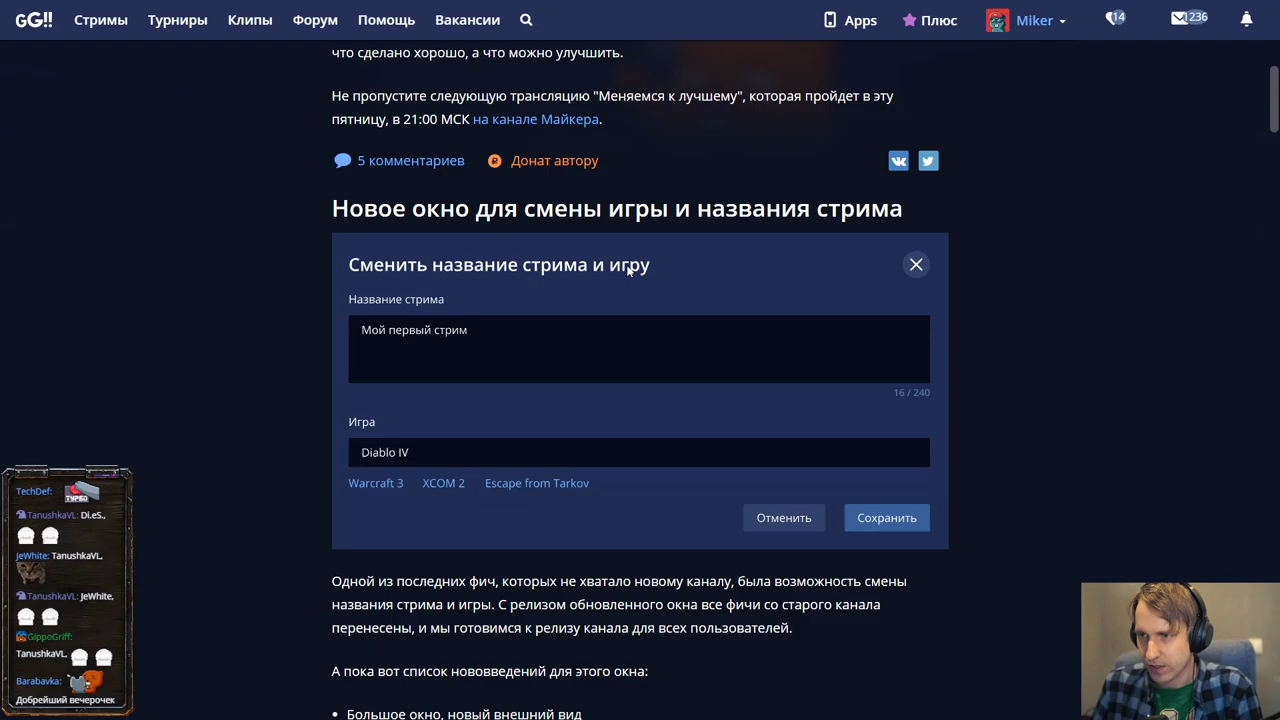 GG!! Стримы Турниры Клипы Форум Помощь Вакансии Apps Плюс Miker 14 236
что сделано хорошо, а что можно улучшить.
Не пропустите следующую трансляцию "Меняемся к лучшему", которая пройдет в эту
пятницу, в 21:00 МСК на канале Майкера.
5 комментариев Донат автору
Новое окно для смены игры и названия стрима
Сменить название стрима и игру
Название стрима
Мой первый стрим
16 / 240
Игра
Diablo IV
Warcraft 3 XCOM 2 Escape from Tarkov
Отменить Сохранить
Одной из последних фич, которых не хватало новому каналу, была возможность смены
названия стрима и игры. С релизом обновленного окна все фичи со старого канала
перенесены, и мы готовимся к релизу канала для всех пользователей.
А пока вот список нововведений для этого окна:
• Большое окно, новый внешний вид
TechDef: ТУРБО
TanushkaVL: Di.eS.,
JeWhite: TanushkaVL,
TanushkaVL: JeWhite,
GippoGriff:
TanushkaVL,
Barabavka:
Добрейший вечерочек